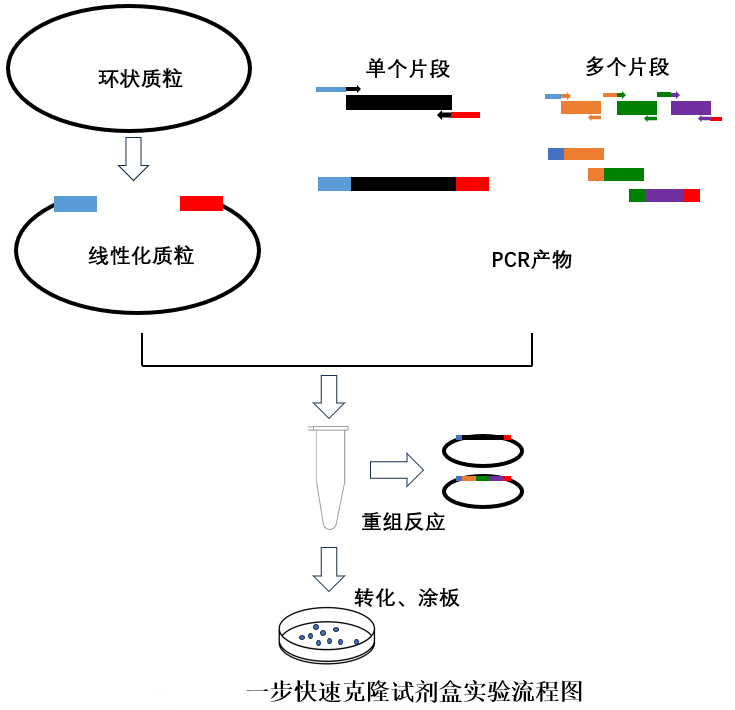 环状质粒
单个片段
多个片段
线性化质粒
PCR产物
重组反应
转化、涂板
一步快速克隆试剂盒实验流程图